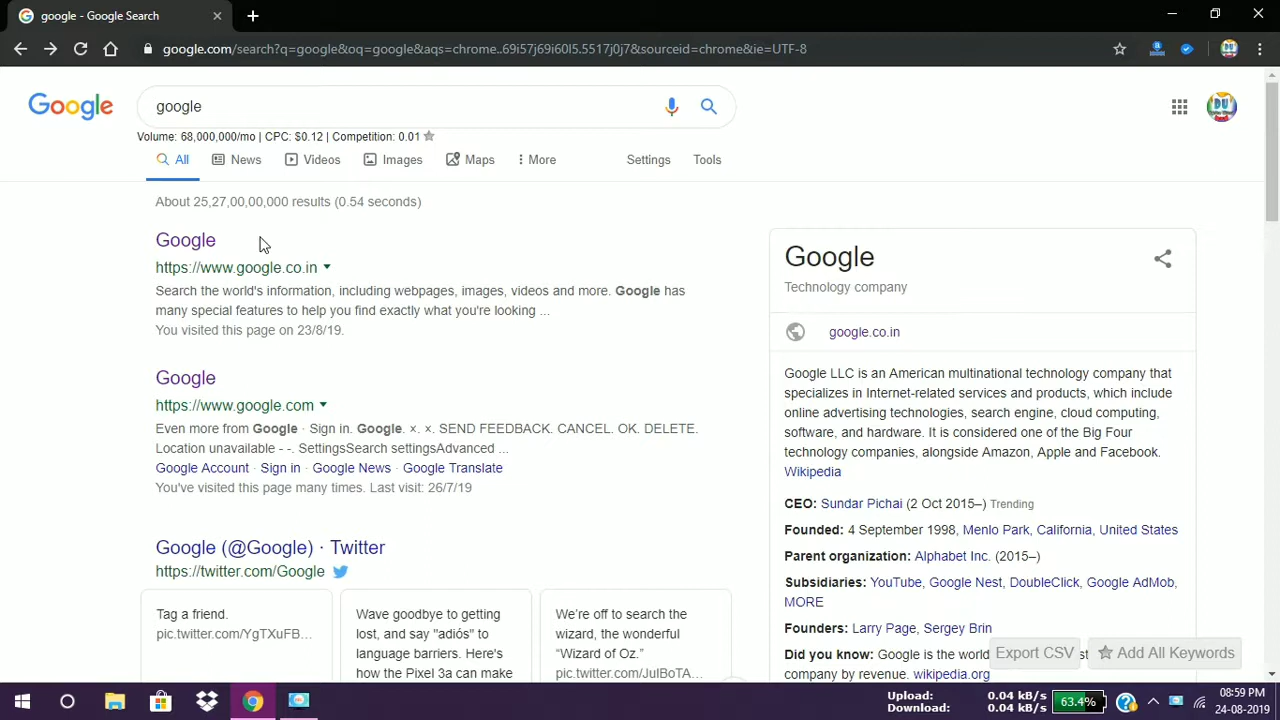 google - Google Search
google.com/search?q=google&oq=google&aqs=chrome..69i57j69i60l5.5517j0j7&sourceid=chrome&ie=UTF-8
Google
google
Volume: 68,000,000/mo | CPC: $0.12 | Competition: 0.01
All
News
Videos
Images
Maps
More
Settings
Tools
About 25,27,00,00,000 results (0.54 seconds)
Google
https://www.google.co.in
Search the world's information, including webpages, images, videos and more. Google has
many special features to help you find exactly what you're looking ...
You visited this page on 23/8/19.
Google
https://www.google.com
Even more from Google · Sign in. Google. ×. ×. SEND FEEDBACK. CANCEL. OK. DELETE.
Location unavailable - -. SettingsSearch settingsAdvanced ...
Google Account · Sign in · Google News · Google Translate
You've visited this page many times. Last visit: 26/7/19
Google (@Google) · Twitter
https://twitter.com/Google
Tag a friend.
pic.twitter.com/YgTXuFB...
Wave goodbye to getting
lost, and say "adiós" to
language barriers. Here's
how the Pixel 3a can make
We're off to search the
wizard, the wonderful
“Wizard of Oz.”
pic.twitter.com/JulBoTA...
Google
Technology company
google.co.in
Google LLC is an American multinational technology company that
specializes in Internet-related services and products, which include
online advertising technologies, search engine, cloud computing,
software, and hardware. It is considered one of the Big Four
technology companies, alongside Amazon, Apple and Facebook.
Wikipedia
CEO: Sundar Pichai (2 Oct 2015–) Trending
Founded: 4 September 1998, Menlo Park, California, United States
Parent organization: Alphabet Inc. (2015–)
Subsidiaries: YouTube, Google Nest, DoubleClick, Google AdMob,
MORE
Founders: Larry Page, Sergey Brin
Did you know: Google is the world
company by revenue. wikipedia.org
Export CSV
Add All Keywords
Upload: 0.04 kB/s
Download: 0.04 kB/s
63.4%
08:59 PM
24-08-2019